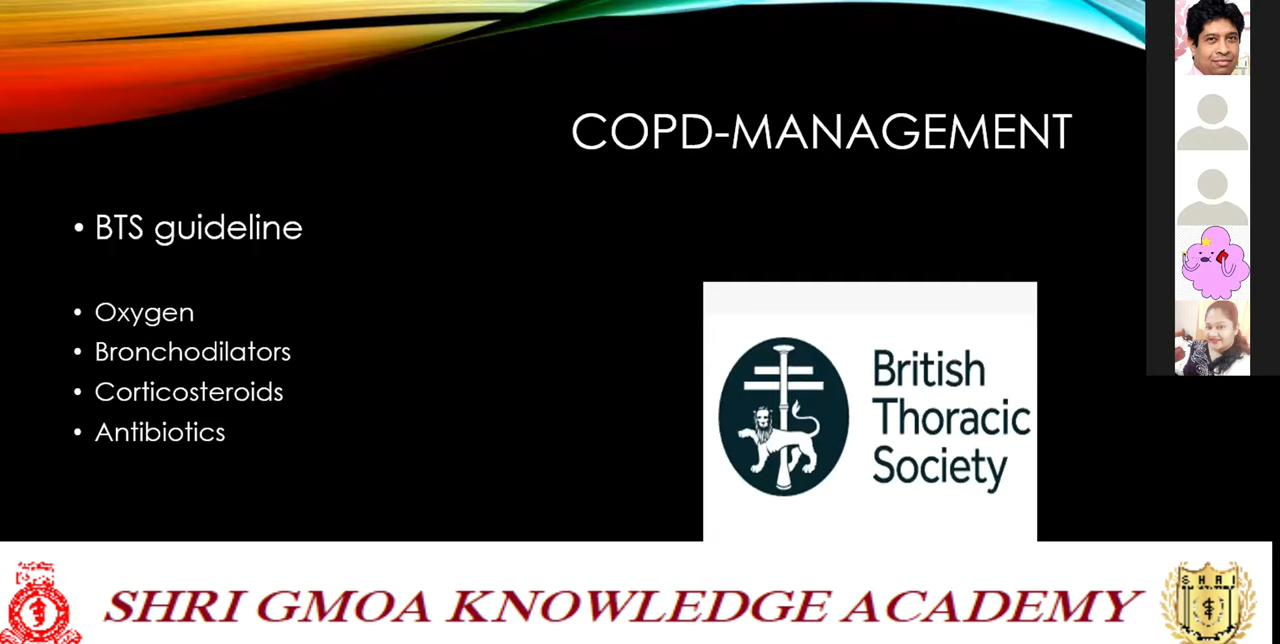 COPD-MANAGEMENT
• BTS guideline
• Oxygen
• Bronchodilators
• Corticosteroids
• Antibiotics
British
Thoracic
Society
SHRI GMOA KNOWLEDGE ACADEMY
S H R I